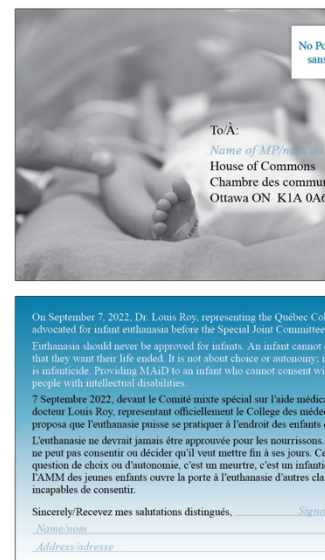 No Po
sans
To/À:
Name of MP/nom du
House of Commons
Chambre des commun
Ottawa ON K1A 0A6
On September 7, 2022, Dr. Louis Roy, representing the Québec Col
advocated for infant euthanasia before the Special Joint Committee
Euthanasia should never be approved for infants. An infant cannot
that they want their life ended. It is not about choice or autonomy; i
is infanticide. Providing MAiD to an infant who cannot consent wi
people with intellectual disabilities.
7 Septembre 2022, devant le Comité mixte spécial sur l'aide médica
docteur Louis Roy, representant officiellement le College des méde
proposa que l'euthanasie puisse se pratiquer à l'endroit des enfants
L'euthanasie ne devrait jamais être approuvée pour les nourrissons.
ne peut pas consentir ou décider qu'il veut mettre fin à ses jours. Ce
question de choix ou d'autonomie, c'est un meurtre, c'est un infanti
l'AMM des jeunes enfants ouvre la porte à l'euthanasie d'autres cla
incapables de consentir.
Sincerely/Recevez mes salutations distingués, Signa
Name/nom
Address/adresse